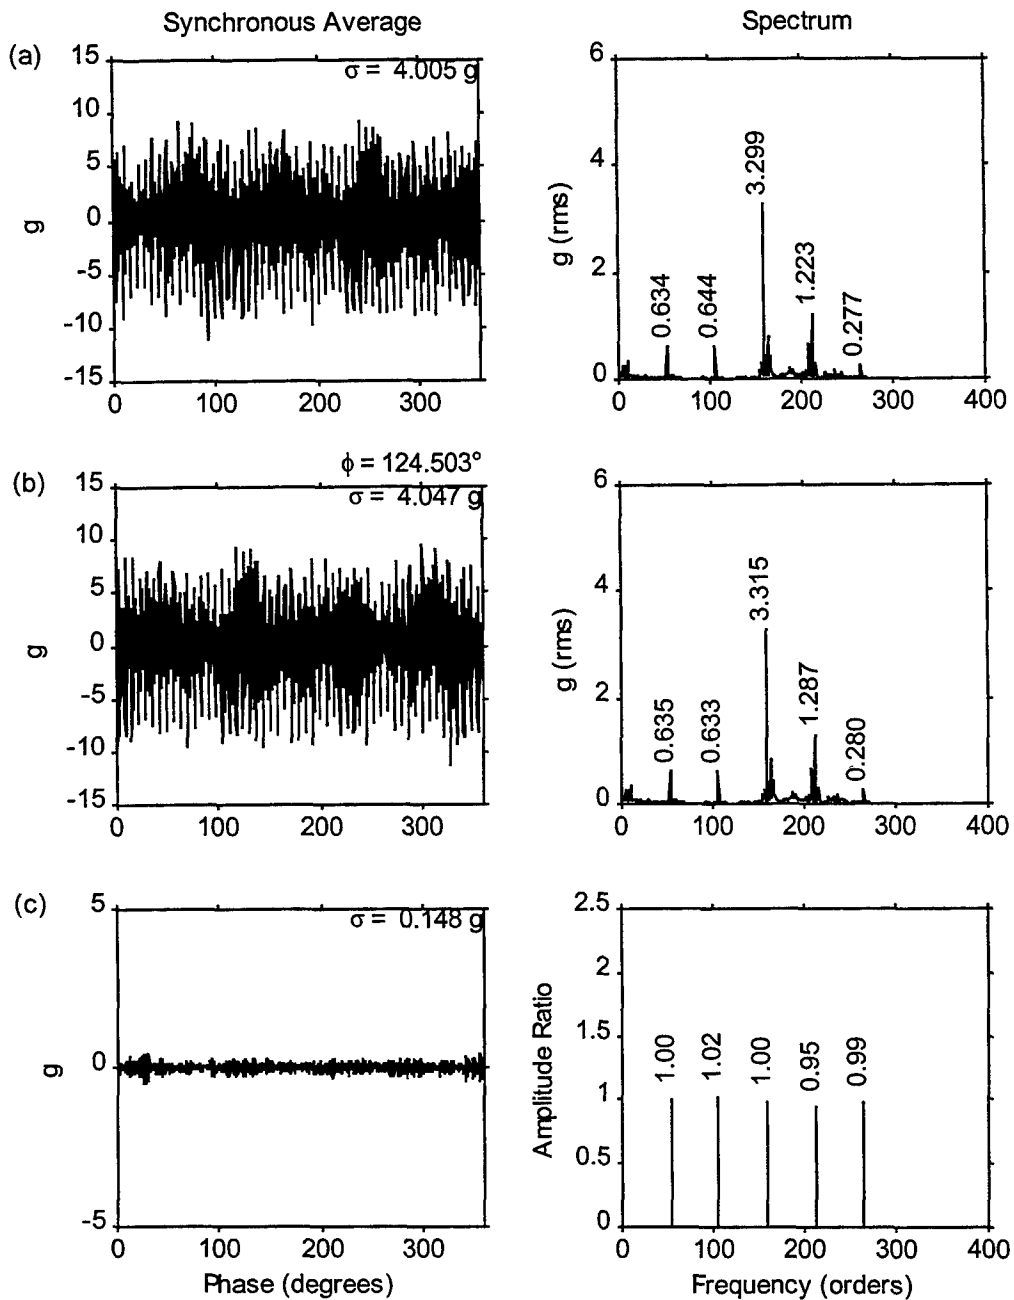 Synchronous Average
Spectrum
(a)
15
10
5
0
-5
-10
-15
g
σ = 4.005 g
0 100 200 300
6
4
2
0
g (rms)
0.634
0.644
3.299
1.223
0.277
0 100 200 300 400
(b)
ϕ = 124.503°
σ = 4.047 g
15
10
5
0
-5
-10
-15
g
0 100 200 300
6
4
2
0
g (rms)
0.635
0.633
3.315
1.287
0.280
0 100 200 300 400
(c)
σ = 0.148 g
5
0
-5
g
0 100 200 300
Phase (degrees)
2.5
2
1.5
1
0.5
0
Amplitude Ratio
1.00
1.02
1.00
0.95
0.99
0 100 200 300 400
Frequency (orders)